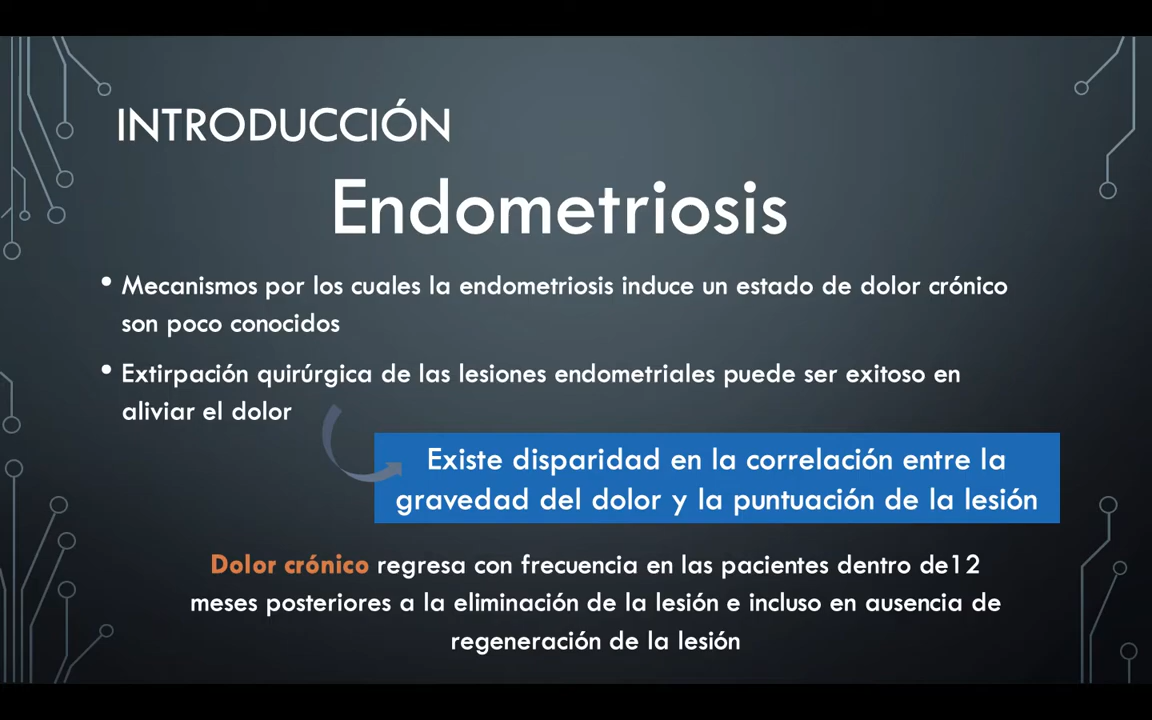 INTRODUCCIÓN
Endometriosis
• Mecanismos por los cuales la endometriosis induce un estado de dolor crónico
son poco conocidos
• Extirpación quirúrgica de las lesiones endometriales puede ser exitoso en
aliviar el dolor
Existe disparidad en la correlación entre la
gravedad del dolor y la puntuación de la lesión
Dolor crónico regresa con frecuencia en las pacientes dentro de12
meses posteriores a la eliminación de la lesión e incluso en ausencia de
regeneración de la lesión